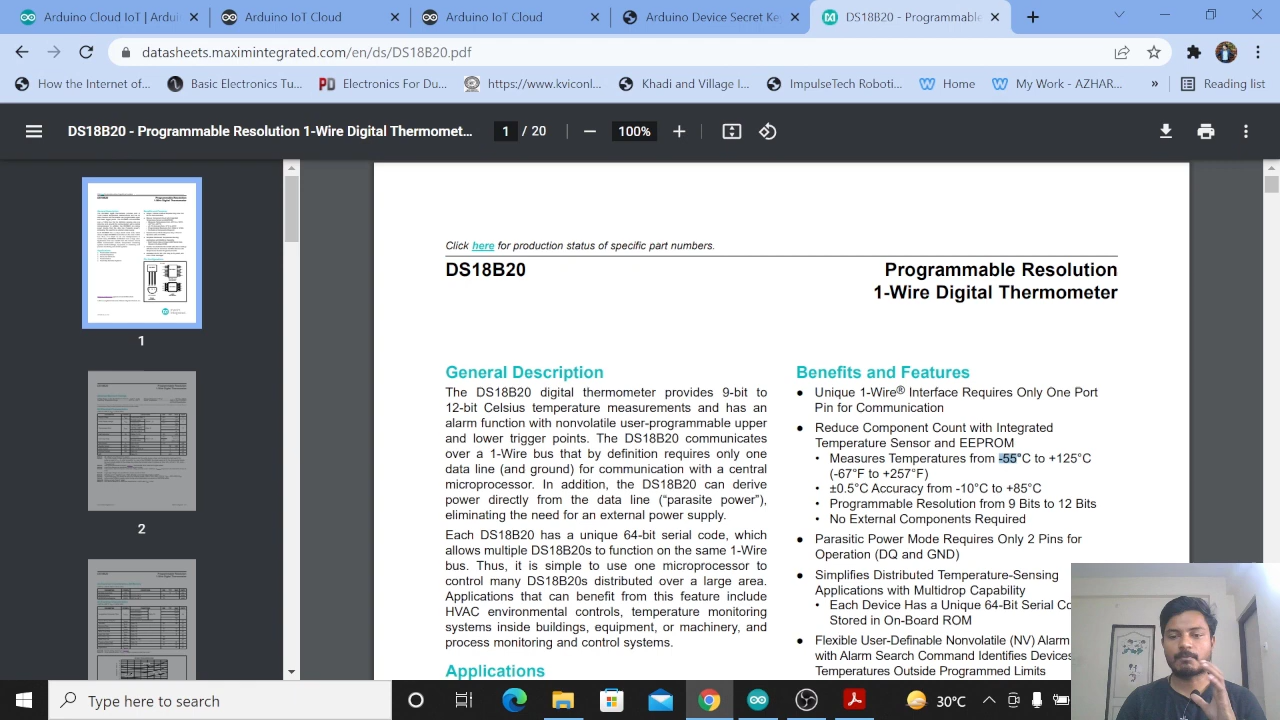 Arduino Cloud IoT | Ardui
Arduino IoT Cloud
Arduino IoT Cloud
Arduino Device Secret Ke
DS18B20 - Programmable
datasheets.maximintegrated.com/en/ds/DS18B20.pdf
How the Internet of...
Basic Electronics Tu...
Electronics For Du...
https://www.kviconl...
Khadi and Village I...
ImpulseTech Roboti...
Home
My Work - AZHAR...
»
Reading list
DS18B20 - Programmable Resolution 1-Wire Digital Thermomet...
1 / 20
100%
1
2
Click here for production status of specific part numbers.
DS18B20
Programmable Resolution
1-Wire Digital Thermometer
General Description
The DS18B20 digital thermometer provides 9-bit to
12-bit Celsius temperature measurements and has an
alarm function with nonvolatile user-programmable upper
and lower trigger points. The DS18B20 communicates
over a 1-Wire bus that by definition requires only one
data line (and ground) for communication with a central
microprocessor. In addition, the DS18B20 can derive
power directly from the data line (“parasite power”),
eliminating the need for an external power supply.
Each DS18B20 has a unique 64-bit serial code, which
allows multiple DS18B20s to function on the same 1-Wire
bus. Thus, it is simple to use one microprocessor to
control many DS18B20s distributed over a large area.
Applications that can benefit from this feature include
HVAC environmental controls, temperature monitoring
systems inside buildings, equipment, or machinery, and
process monitoring and control systems.
Applications
Benefits and Features
● Unique 1-Wire® Interface Requires Only One Port
Pin for Communication
● Reduce Component Count with Integrated
Temperature Sensor and EEPROM
• Measures Temperatures from -55°C to +125°C
(-67°F to +257°F)
• ±0.5°C Accuracy from -10°C to +85°C
• Programmable Resolution from 9 Bits to 12 Bits
• No External Components Required
● Parasitic Power Mode Requires Only 2 Pins for
Operation (DQ and GND)
● Simplifies Distributed Temperature-Sensing
Applications with Multidrop Capability
• Each Device Has a Unique 64-Bit Serial Co
Stored in On-Board ROM
● Flexible User-Definable Nonvolatile (NV) Alarm
with Alarm Search Command Identifies Devices
Temperatures Outside Programmed Limits
Type here to search
30°C